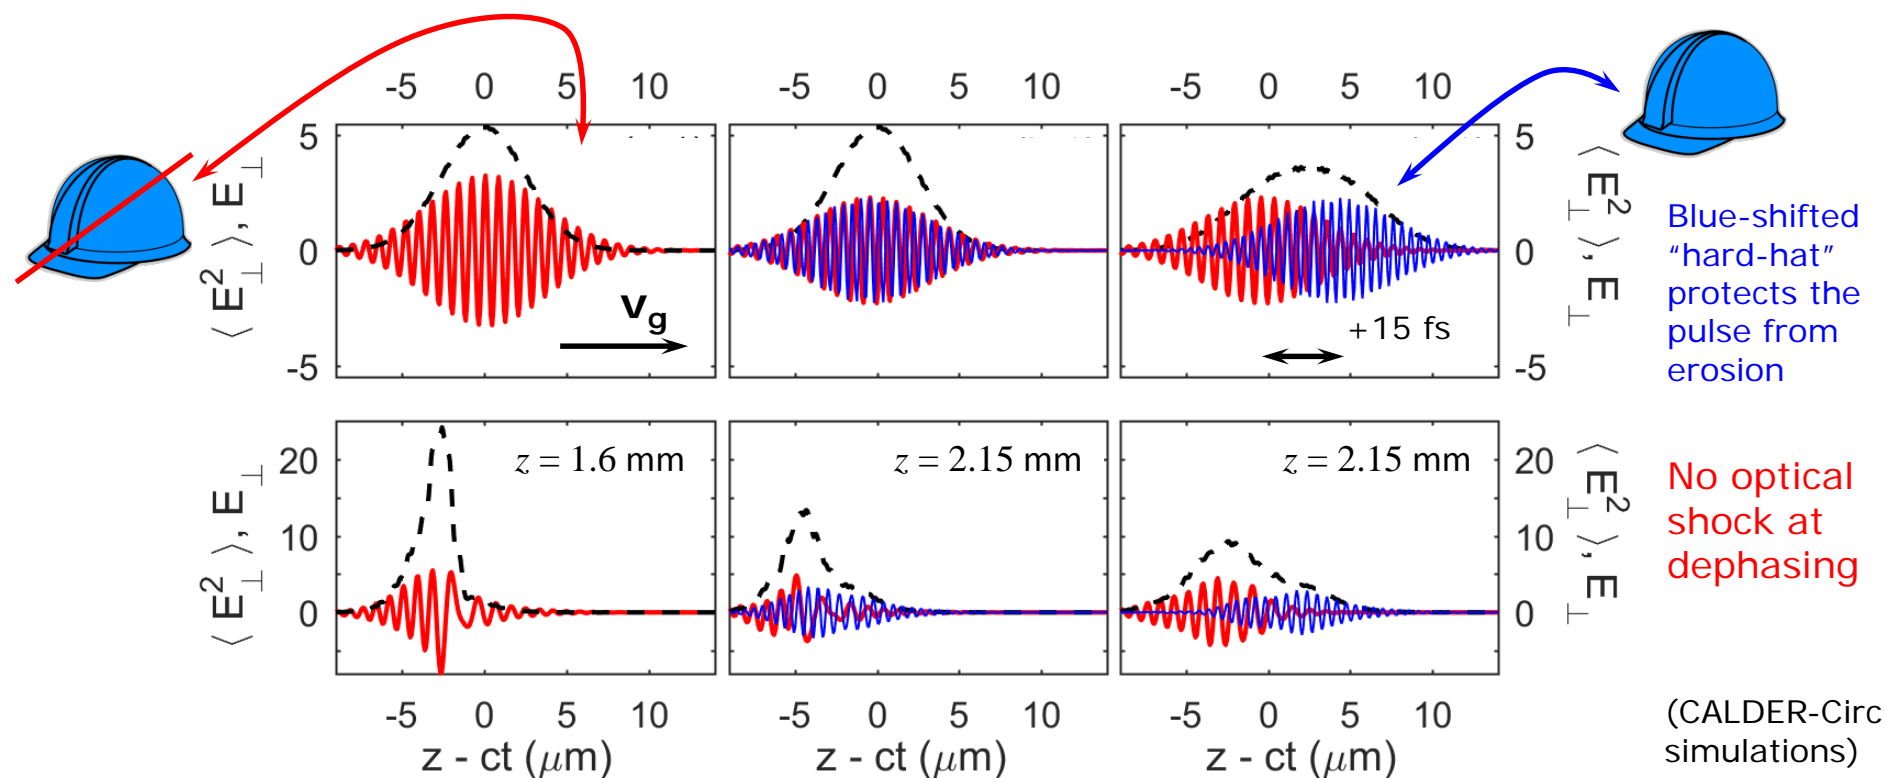 -5 0 5 10 -5 0 5 10 -5 0 5 10
5
0
-5
⟨ E²⊥ ⟩, E⊥
vg
+15 fs
5
0
-5
⟨ E²⊥ ⟩, E⊥
Blue-shifted
“hard-hat”
protects the
pulse from
erosion
20
10
0
⟨ E²⊥ ⟩, E⊥
z = 1.6 mm
z = 2.15 mm
z = 2.15 mm
20
10
0
⟨ E²⊥ ⟩, E⊥
No optical
shock at
dephasing
-5 0 5 10 -5 0 5 10 -5 0 5 10
z - ct (μm) z - ct (μm) z - ct (μm)
(CALDER-Circ
simulations)